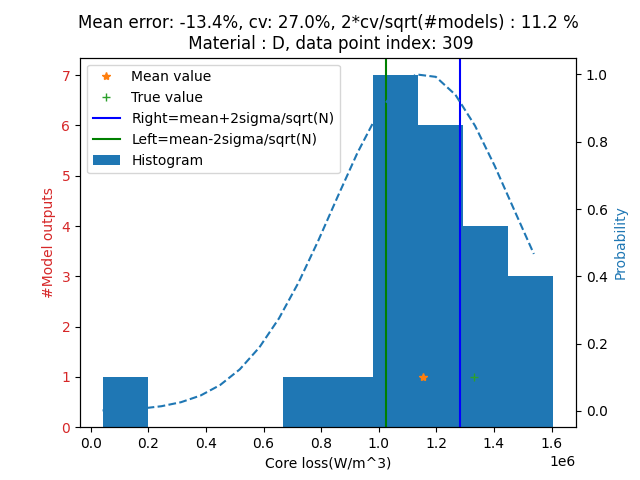 Mean error: -13.4%, cv: 27.0%, 2*cv/sqrt(#models) : 11.2 %
Material : D, data point index: 309
Mean value
True value
Right=mean+2sigma/sqrt(N)
Left=mean-2sigma/sqrt(N)
Histogram
#Model outputs
7
6
5
4
3
2
1
0
Probability
1.0
0.8
0.6
0.4
0.2
0.0
0.0 0.2 0.4 0.6 0.8 1.0 1.2 1.4 1.6
1e6
Core loss(W/m^3)